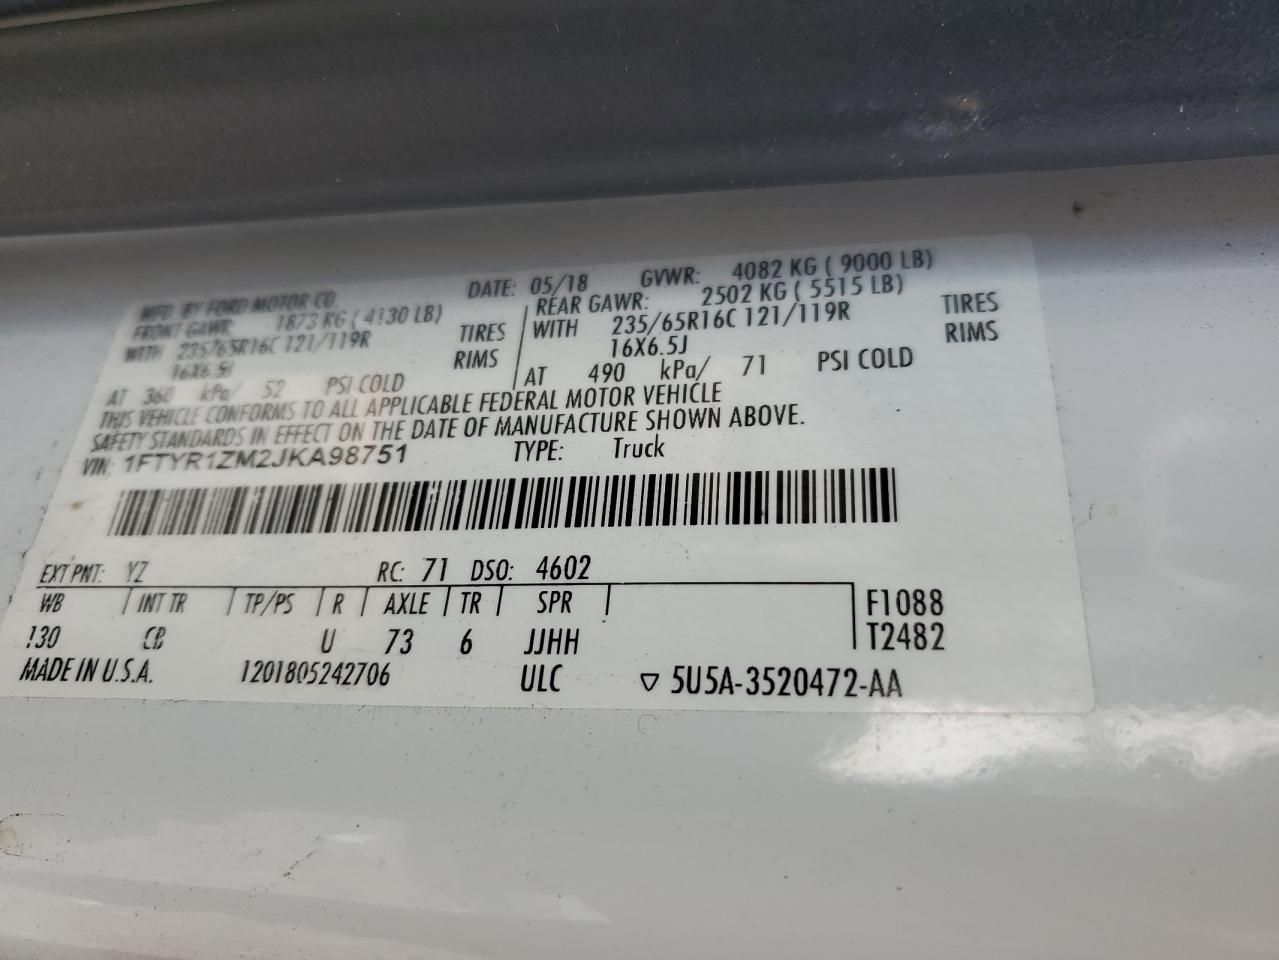 MFD. BY FORD MOTOR CO. DATE: 05/18 GVWR: 4082 KG ( 9000 LB)
FRONT GAWR: 1873 KG ( 4130 LB) REAR GAWR: 2502 KG ( 5515 LB)
WITH 235/65R16C 121/119R TIRES WITH 235/65R16C 121/119R TIRES
16X6.5J RIMS 16X6.5J RIMS
AT 360 kPa/ 52 PSI COLD AT 490 kPa/ 71 PSI COLD
THIS VEHICLE CONFORMS TO ALL APPLICABLE FEDERAL MOTOR VEHICLE
SAFETY STANDARDS IN EFFECT ON THE DATE OF MANUFACTURE SHOWN ABOVE.
VIN: 1FTYR1ZM2JKA98751 TYPE: Truck
EXT PNT: YZ RC: 71 DSO: 4602
WB INT TR TP/PS R AXLE TR SPR F1088
130 CB U 73 6 JJHH T2482
MADE IN U.S.A. 1201805242706 ULC ▽ 5U5A-3520472-AA